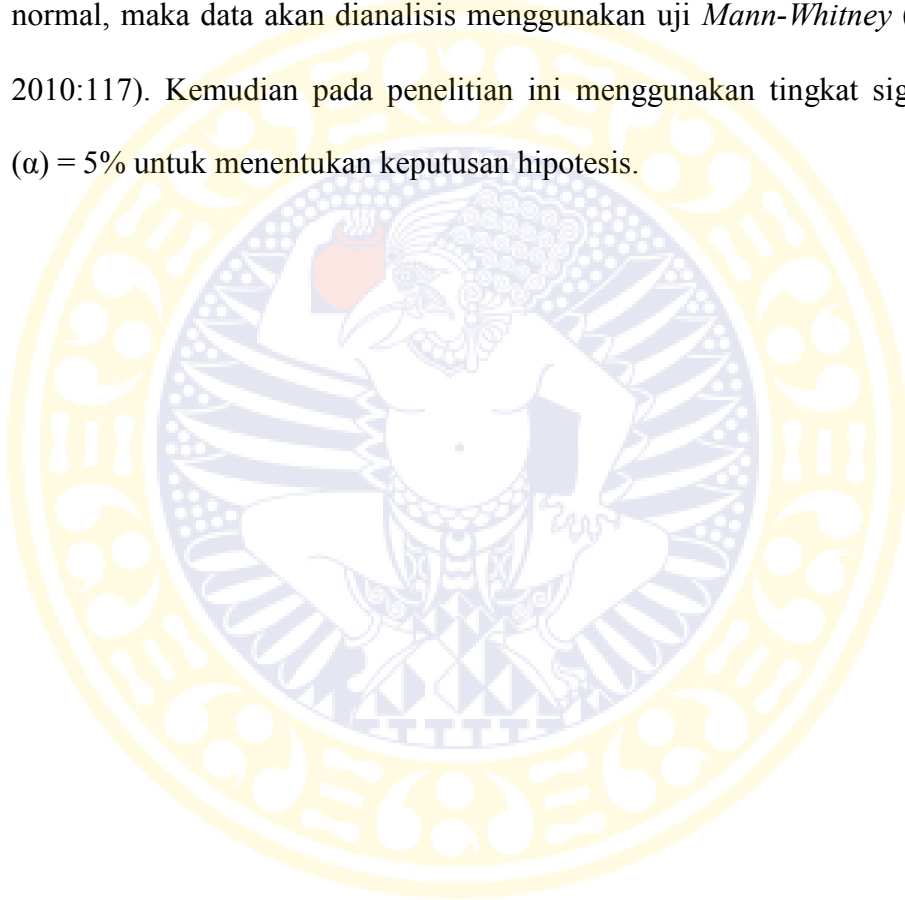 normal, maka data akan dianalisis menggunakan uji Mann-Whitney (
2010:117). Kemudian pada penelitian ini menggunakan tingkat sig
(α) = 5% untuk menentukan keputusan hipotesis.